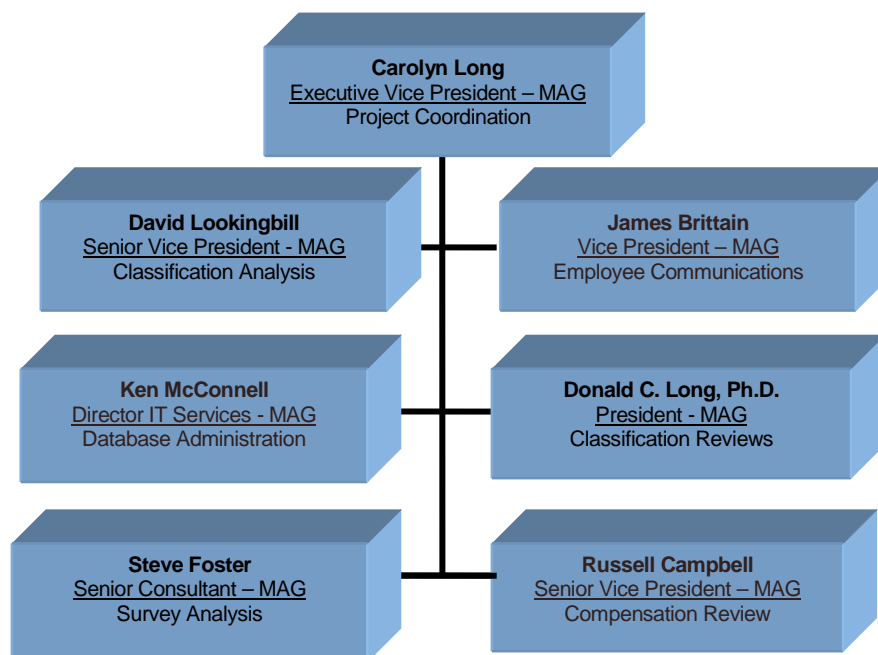 Carolyn Long
Executive Vice President – MAG
Project Coordination
David Lookingbill
Senior Vice President - MAG
Classification Analysis
James Brittain
Vice President – MAG
Employee Communications
Ken McConnell
Director IT Services - MAG
Database Administration
Donald C. Long, Ph.D.
President - MAG
Classification Reviews
Steve Foster
Senior Consultant – MAG
Survey Analysis
Russell Campbell
Senior Vice President – MAG
Compensation Review